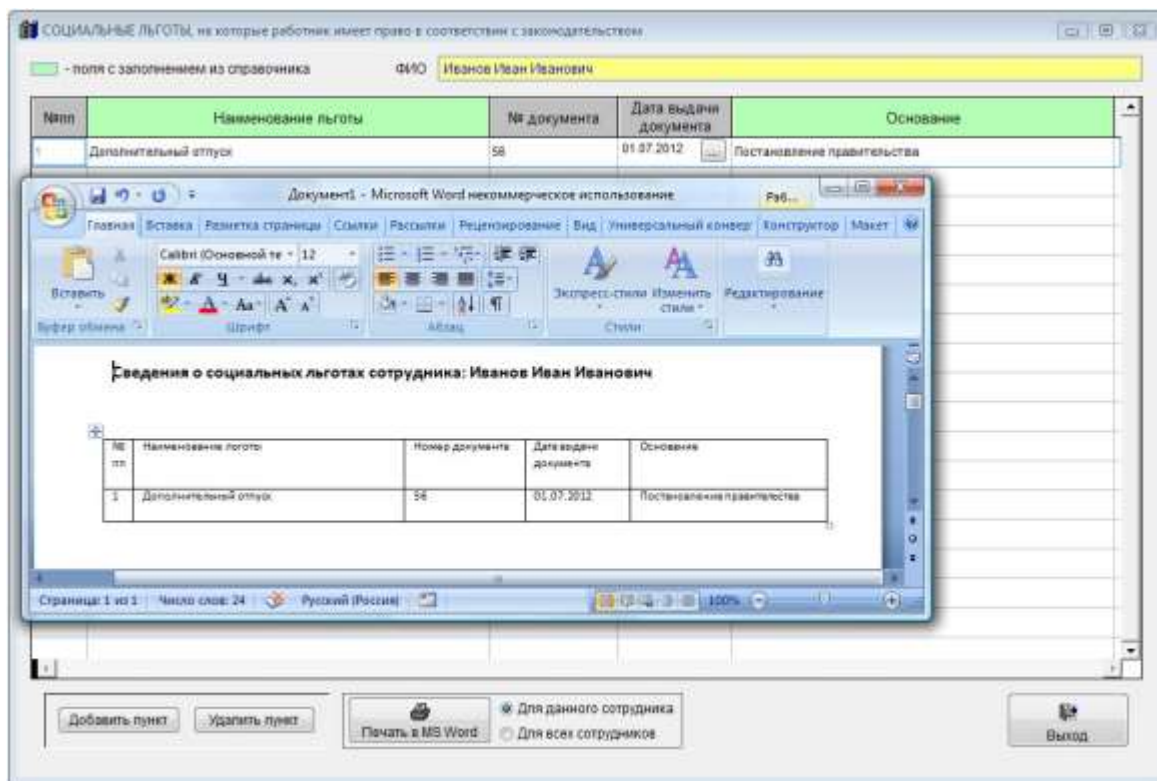 СОЦИАЛЬНЫЕ ЛЬГОТЫ, на которые работник имеет право в соответствии с законодательством
- поля с заполнением из справочника ФИО Иванов Иван Иванович
№пп Наименование льготы № документа Дата выдачи документа Основание
1 Дополнительный отпуск 56 01.07.2012 ... Постановление правительства
Документ1 - Microsoft Word некоммерческое использование Раб...
Главная Вставка Разметка страницы Ссылки Рассылки Рецензирование Вид Универсальный конвер Конструктор Макет
Calibri (Основной те 12
Вставить Экспресс-стили Изменить стили Редактирование
Буфер обмена Шрифт Абзац Стили
Сведения о социальных льготах сотрудника: Иванов Иван Иванович
№ пп Наименование логоты Номер документа Дата выдачи документа Основание
1 Дополнительный отпуск 56 01.07.2012 Постановление правительства
Страница: 1 из 1 Число слов: 24 Русский (Россия) 100%
Добавить пункт Удалить пункт Печать в MS Word Для данного сотрудника
Для всех сотрудников
Выход